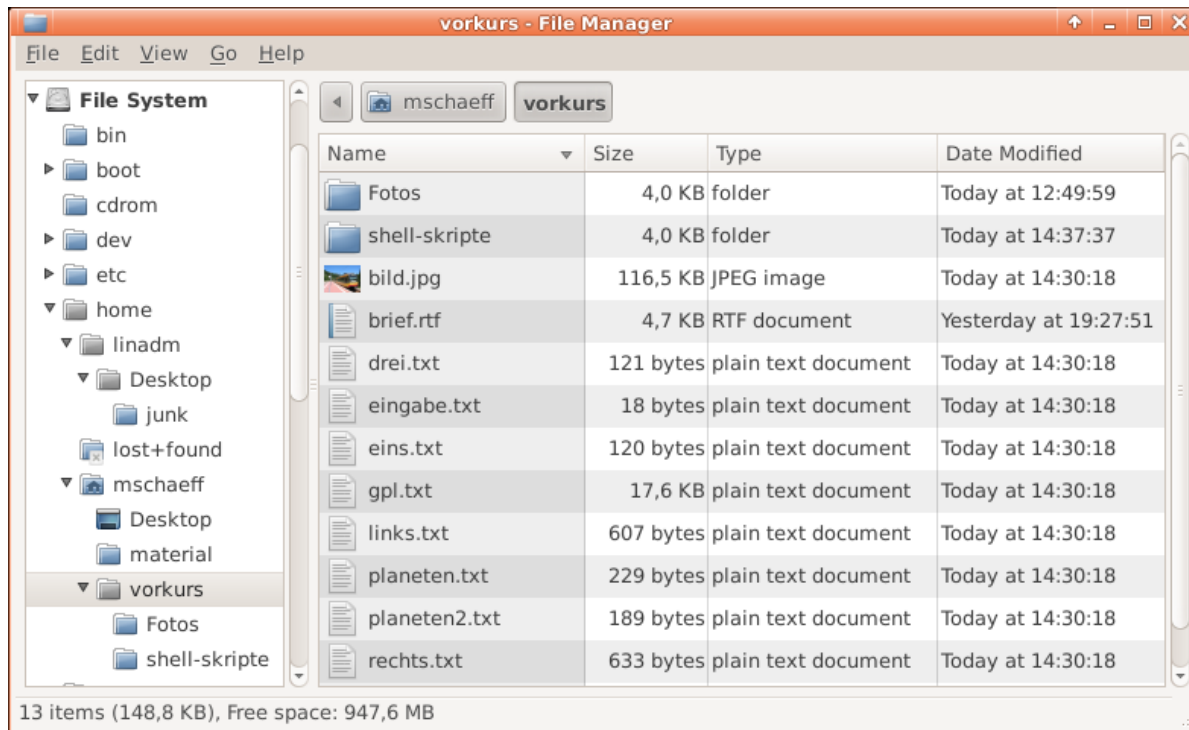 vorkurs - File Manager
File Edit View Go Help
File System
bin
boot
cdrom
dev
etc
home
linadm
Desktop
junk
lost+found
mschaeff
Desktop
material
vorkurs
Fotos
shell-skripte
mschaeff vorkurs
Name Size Type Date Modified
Fotos 4,0 KB folder Today at 12:49:59
shell-skripte 4,0 KB folder Today at 14:37:37
bild.jpg 116,5 KB JPEG image Today at 14:30:18
brief.rtf 4,7 KB RTF document Yesterday at 19:27:51
drei.txt 121 bytes plain text document Today at 14:30:18
eingabe.txt 18 bytes plain text document Today at 14:30:18
eins.txt 120 bytes plain text document Today at 14:30:18
gpl.txt 17,6 KB plain text document Today at 14:30:18
links.txt 607 bytes plain text document Today at 14:30:18
planeten.txt 229 bytes plain text document Today at 14:30:18
planeten2.txt 189 bytes plain text document Today at 14:30:18
rechts.txt 633 bytes plain text document Today at 14:30:18
13 items (148,8 KB), Free space: 947,6 MB